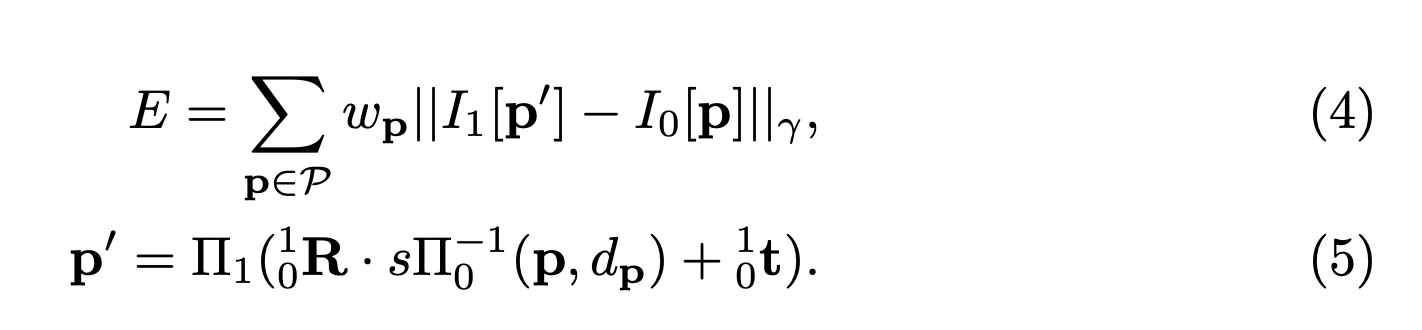 E = \sum_{\mathbf{p} \in \mathcal{P}} w_{\mathbf{p}} ||I_1[\mathbf{p}'] - I_0[\mathbf{p}]||_\gamma, (4)
\mathbf{p}' = \Pi_1({}^1_0\mathbf{R} \cdot s\Pi_0^{-1}(\mathbf{p}, d_{\mathbf{p}}) + {}^1_0\mathbf{t}). (5)